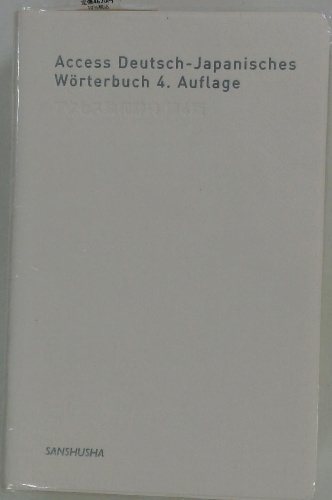 Access Deutsch-Japanisches
Wörterbuch 4. Auflage
SANSHUSHA